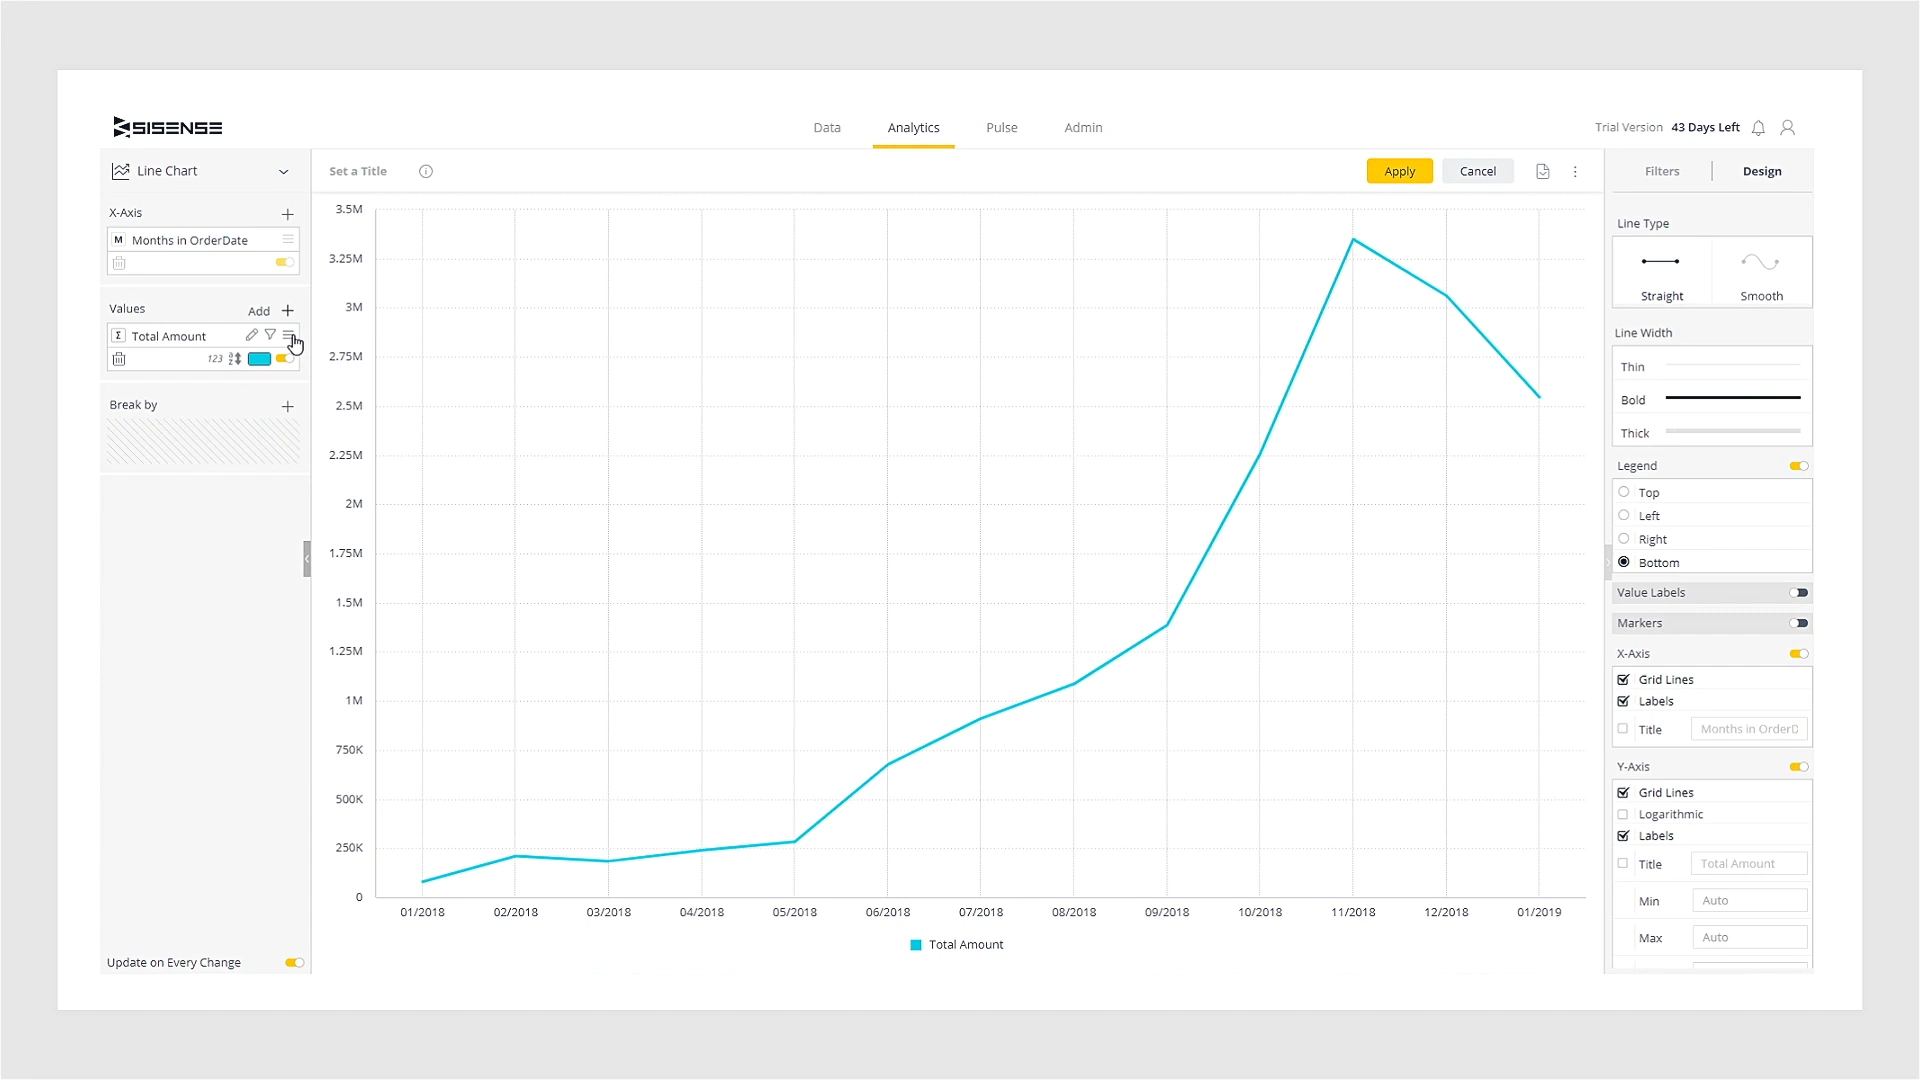 SISENSE
Data
Analytics
Pulse
Admin
Trial Version 43 Days Left
Line Chart
X-Axis
M Months in OrderDate
Values
Add
Σ Total Amount
123
Break by
Update on Every Change
Set a Title
Apply
Cancel
3.5M
3.25M
3M
2.75M
2.5M
2.25M
2M
1.75M
1.5M
1.25M
1M
750K
500K
250K
0
01/2018 02/2018 03/2018 04/2018 05/2018 06/2018 07/2018 08/2018 09/2018 10/2018 11/2018 12/2018 01/2019
Total Amount
Filters
Design
Line Type
Straight Smooth
Line Width
Thin
Bold
Thick
Legend
Top
Left
Right
Bottom
Value Labels
Markers
X-Axis
Grid Lines
Labels
Title Months in OrderD
Y-Axis
Grid Lines
Logarithmic
Labels
Title Total Amount
Min Auto
Max Auto